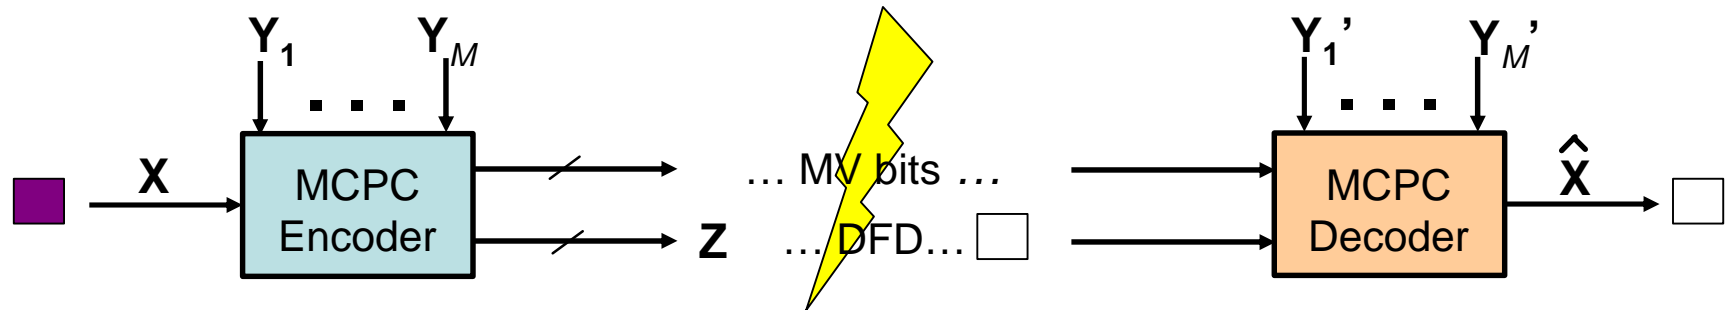 Y1 YM Y1’ YM’
X MCPC Encoder … MV bits … MCPC Decoder X̂
Z … DFD…